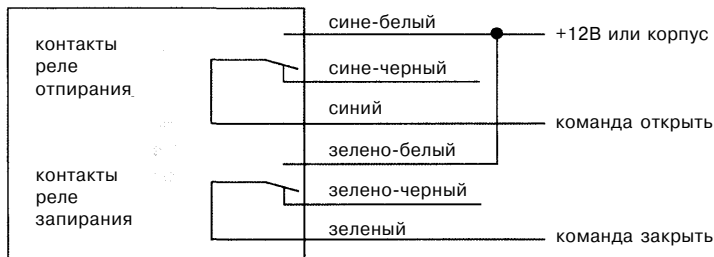 сине-белый
+12В или корпус
контакты
реле
отпирания
сине-черный
синий
команда открыть
зелено-белый
контакты
реле
запирания
зелено-черный
зеленый
команда закрыть